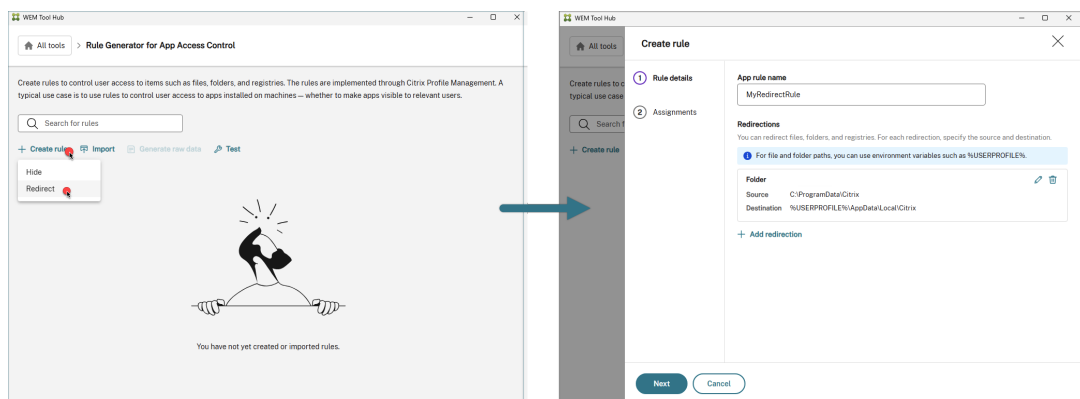 WEM Tool Hub
All tools > Rule Generator for App Access Control
Create rules to control user access to items such as files, folders, and registries. The rules are implemented through Citrix Profile Management. A
typical use case is to use rules to control user access to apps installed on machines — whether to make apps visible to relevant users.
Search for rules
+ Create rule Import Generate raw data Test
Hide
Redirect
You have not yet created or imported rules.
WEM Tool Hub
All tools
Create rules to c
typical use case
Search f
+ Create rule
Create rule
1 Rule details
2 Assignments
App rule name
MyRedirectRule
Redirections
You can redirect files, folders, and registries. For each redirection, specify the source and destination.
For file and folder paths, you can use environment variables such as %USERPROFILE%.
Folder
Source C:\ProgramData\Citrix
Destination %USERPROFILE%\AppData\Local\Citrix
+ Add redirection
Next Cancel